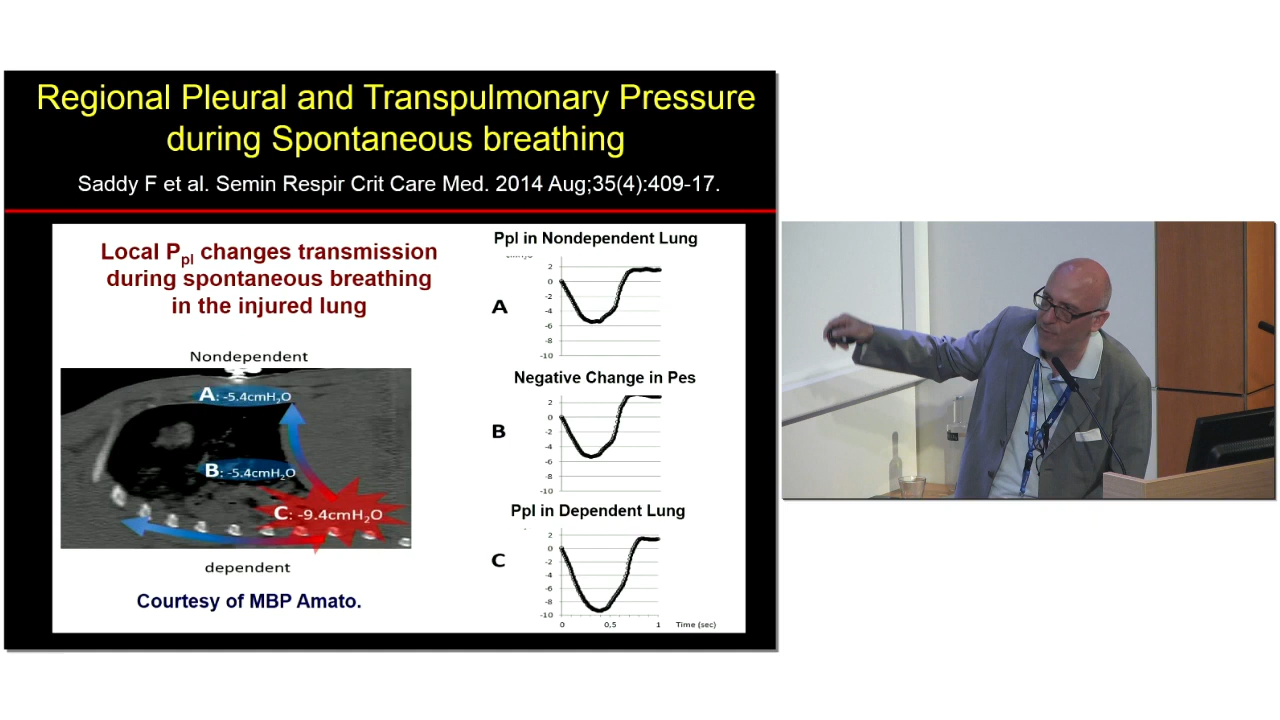 Regional Pleural and Transpulmonary Pressure
during Spontaneous breathing
Saddy F et al. Semin Respir Crit Care Med. 2014 Aug;35(4):409-17.
Local Ppl changes transmission
during spontaneous breathing
in the injured lung
Nondependent
A: -5.4cmH2O
B: -5.4cmH2O
C: -9.4cmH2O
dependent
Courtesy of MBP Amato.
Ppl in Nondependent Lung
A
2
0
-2
-4
-6
-8
-10
Negative Change in Pes
B
2
0
-2
-4
-6
-8
-10
Ppl in Dependent Lung
C
2
0
-2
-4
-6
-8
-10
0 0,5 1 Time (sec)